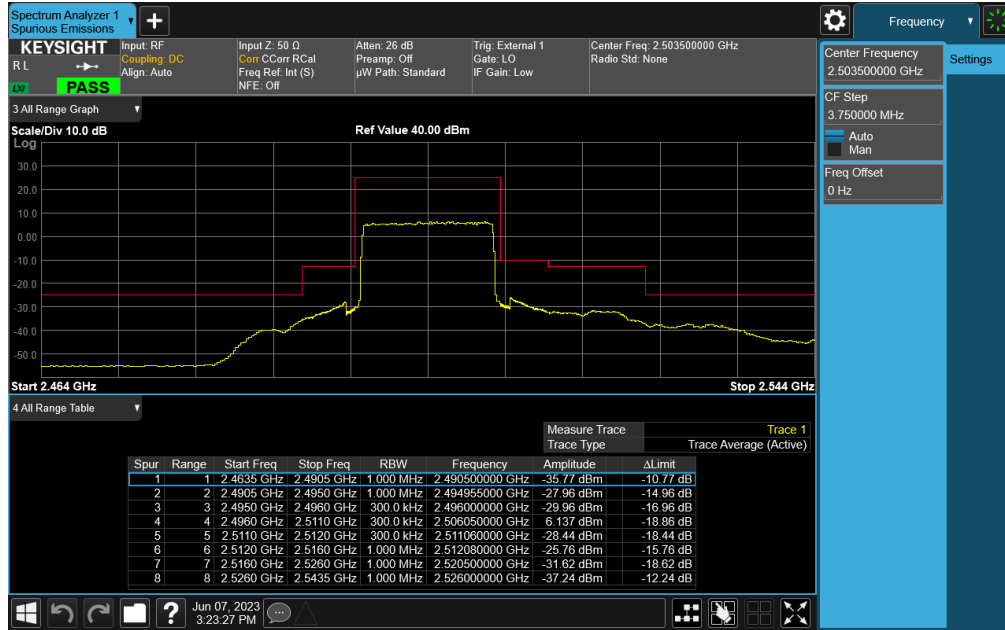 Spectrum Analyzer 1
Spurious Emissions
Frequency
KEYSIGHT
R L
LXI
PASS
Input: RF
Coupling: DC
Align: Auto
Input Z: 50 Ω
Corr CCorr RCal
Freq Ref: Int (S)
NFE: Off
Atten: 26 dB
Preamp: Off
µW Path: Standard
Trig: External 1
Gate: LO
IF Gain: Low
Center Freq: 2.503500000 GHz
Radio Std: None
Center Frequency
2.503500000 GHz
Settings
CF Step
3.750000 MHz
Auto
Man
Freq Offset
0 Hz
3 All Range Graph
Scale/Div 10.0 dB
Ref Value 40.00 dBm
Log
30.0
20.0
10.0
0.00
-10.0
-20.0
-30.0
-40.0
-50.0
Start 2.464 GHz
Stop 2.544 GHz
4 All Range Table
Measure Trace Trace 1
Trace Type Trace Average (Active)
Spur Range Start Freq Stop Freq RBW Frequency Amplitude ΔLimit
1 1 2.4635 GHz 2.4905 GHz 1.000 MHz 2.490500000 GHz -35.77 dBm -10.77 dB
2 2 2.4905 GHz 2.4950 GHz 1.000 MHz 2.494955000 GHz -27.96 dBm -14.96 dB
3 3 2.4950 GHz 2.4960 GHz 300.0 kHz 2.496000000 GHz -29.96 dBm -16.96 dB
4 4 2.4960 GHz 2.5110 GHz 300.0 kHz 2.506050000 GHz 6.137 dBm -18.86 dB
5 5 2.5110 GHz 2.5120 GHz 300.0 kHz 2.511060000 GHz -28.44 dBm -18.44 dB
6 6 2.5120 GHz 2.5160 GHz 1.000 MHz 2.512080000 GHz -25.76 dBm -15.76 dB
7 7 2.5160 GHz 2.5260 GHz 1.000 MHz 2.520500000 GHz -31.62 dBm -18.62 dB
8 8 2.5260 GHz 2.5435 GHz 1.000 MHz 2.526000000 GHz -37.24 dBm -12.24 dB
Jun 07, 2023
3:23:27 PM